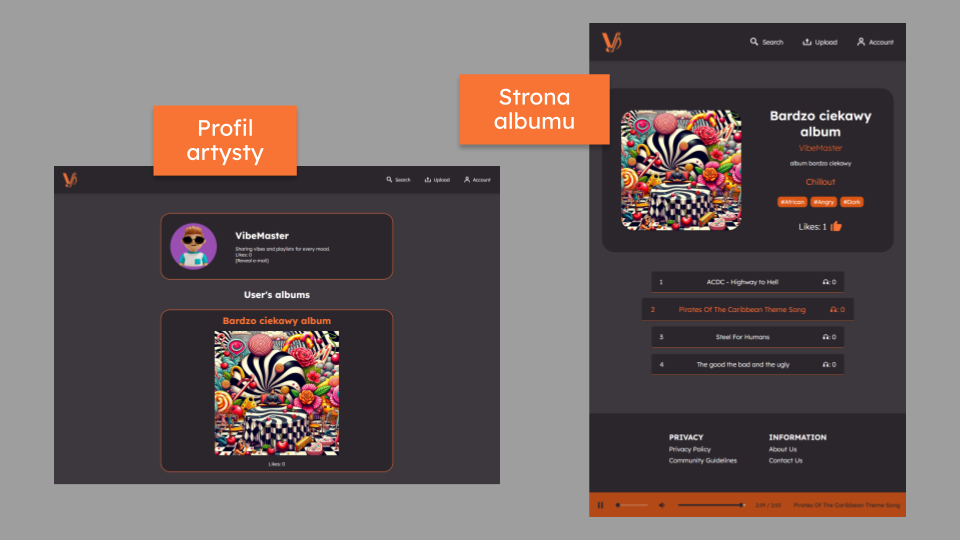 Profil
artysty
Search
Upload
Account
VibeMaster
Sharing vibes and playlists for every mood.
Likes: 0
[Reveal e-mail]
User's albums
Bardzo ciekawy album
Likes: 0
Strona
albumu
Search
Upload
Account
Bardzo ciekawy
album
VibeMaster
album bardzo ciekawy
Chillout
#African #Angry #Dark
Likes: 1
1 ACDC - Highway to Hell : 0
2 Pirates Of The Caribbean Theme Song : 0
3 Steel For Humans : 0
4 The good the bad and the ugly : 0
PRIVACY
Privacy Policy
Community Guidelines
INFORMATION
About Us
Contact Us
Pirates Of The Caribbean Theme Song